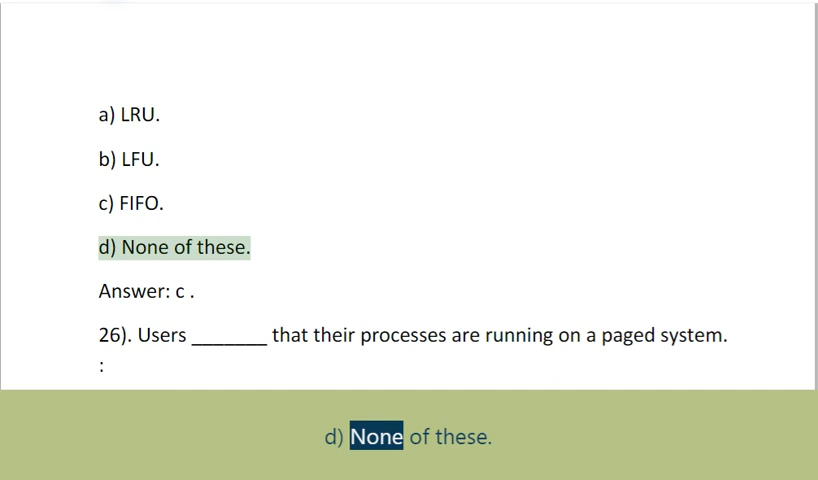 a) LRU.
b) LFU.
c) FIFO.
d) None of these.
Answer: c .
26). Users _______ that their processes are running on a paged system.
:
d) None of these.